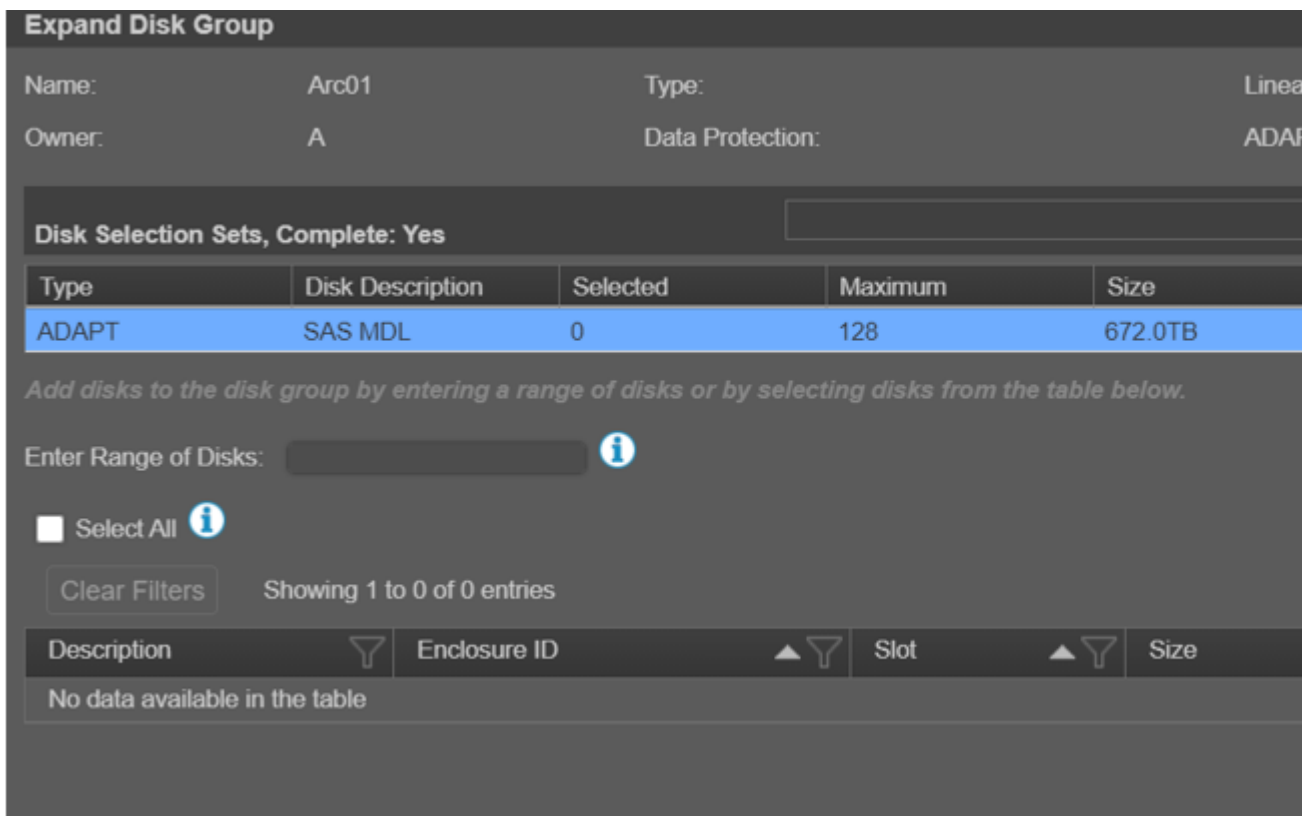 Expand Disk Group
Name: Arc01 Type: Linea
Owner: A Data Protection: ADAP
Disk Selection Sets, Complete: Yes
Type Disk Description Selected Maximum Size
ADAPT SAS MDL 0 128 672.0TB
Add disks to the disk group by entering a range of disks or by selecting disks from the table below.
Enter Range of Disks:
Select All
Clear Filters Showing 1 to 0 of 0 entries
Description Enclosure ID Slot Size
No data available in the table